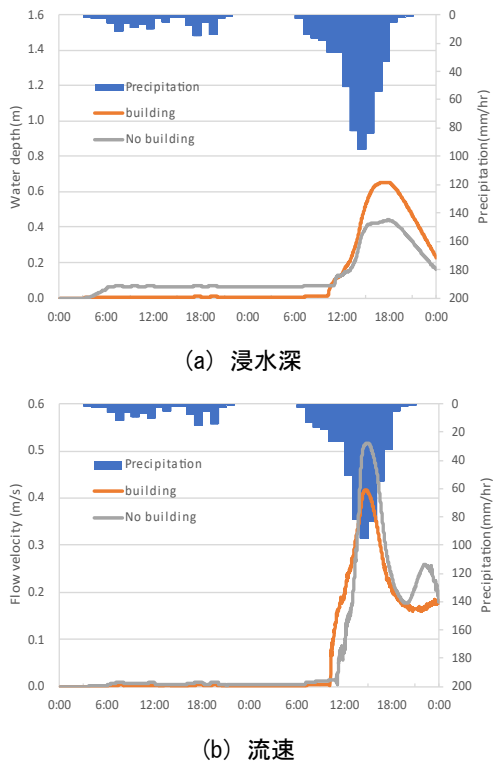 1.6
1.4
1.2
1.0
0.8
0.6
0.4
0.2
0.0
Water depth(m)
Precipitation
building
No building
0
20
40
60
80
100
120
140
160
180
200
Precipitation(mm/hr)
0:00 6:00 12:00 18:00 0:00 6:00 12:00 18:00 0:00
(a) 浸水深
0.6
0.5
0.4
0.3
0.2
0.1
0.0
Flow velocity (m/s)
Precipitation
building
No building
0
20
40
60
80
100
120
140
160
180
200
Precipitation(mm/hr)
0:00 6:00 12:00 18:00 0:00 6:00 12:00 18:00 0:00
(b) 流速